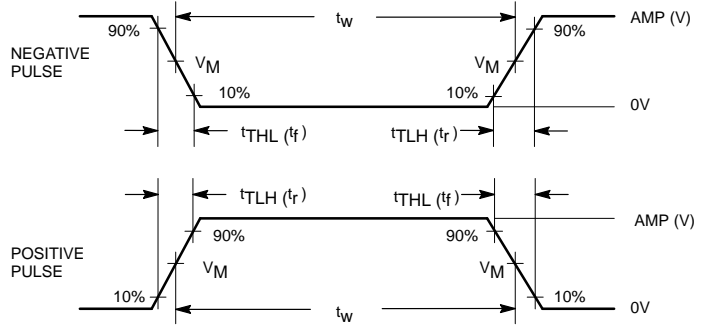 tW AMP (V)
90% 90%
NEGATIVE
PULSE
VM VM
10% 10%
0V
tTHL (tf) tTLH (tr)
tTLH (tr) tTHL (tf)
AMP (V)
90% 90%
POSITIVE
PULSE
VM VM
10% 10%
tW 0V